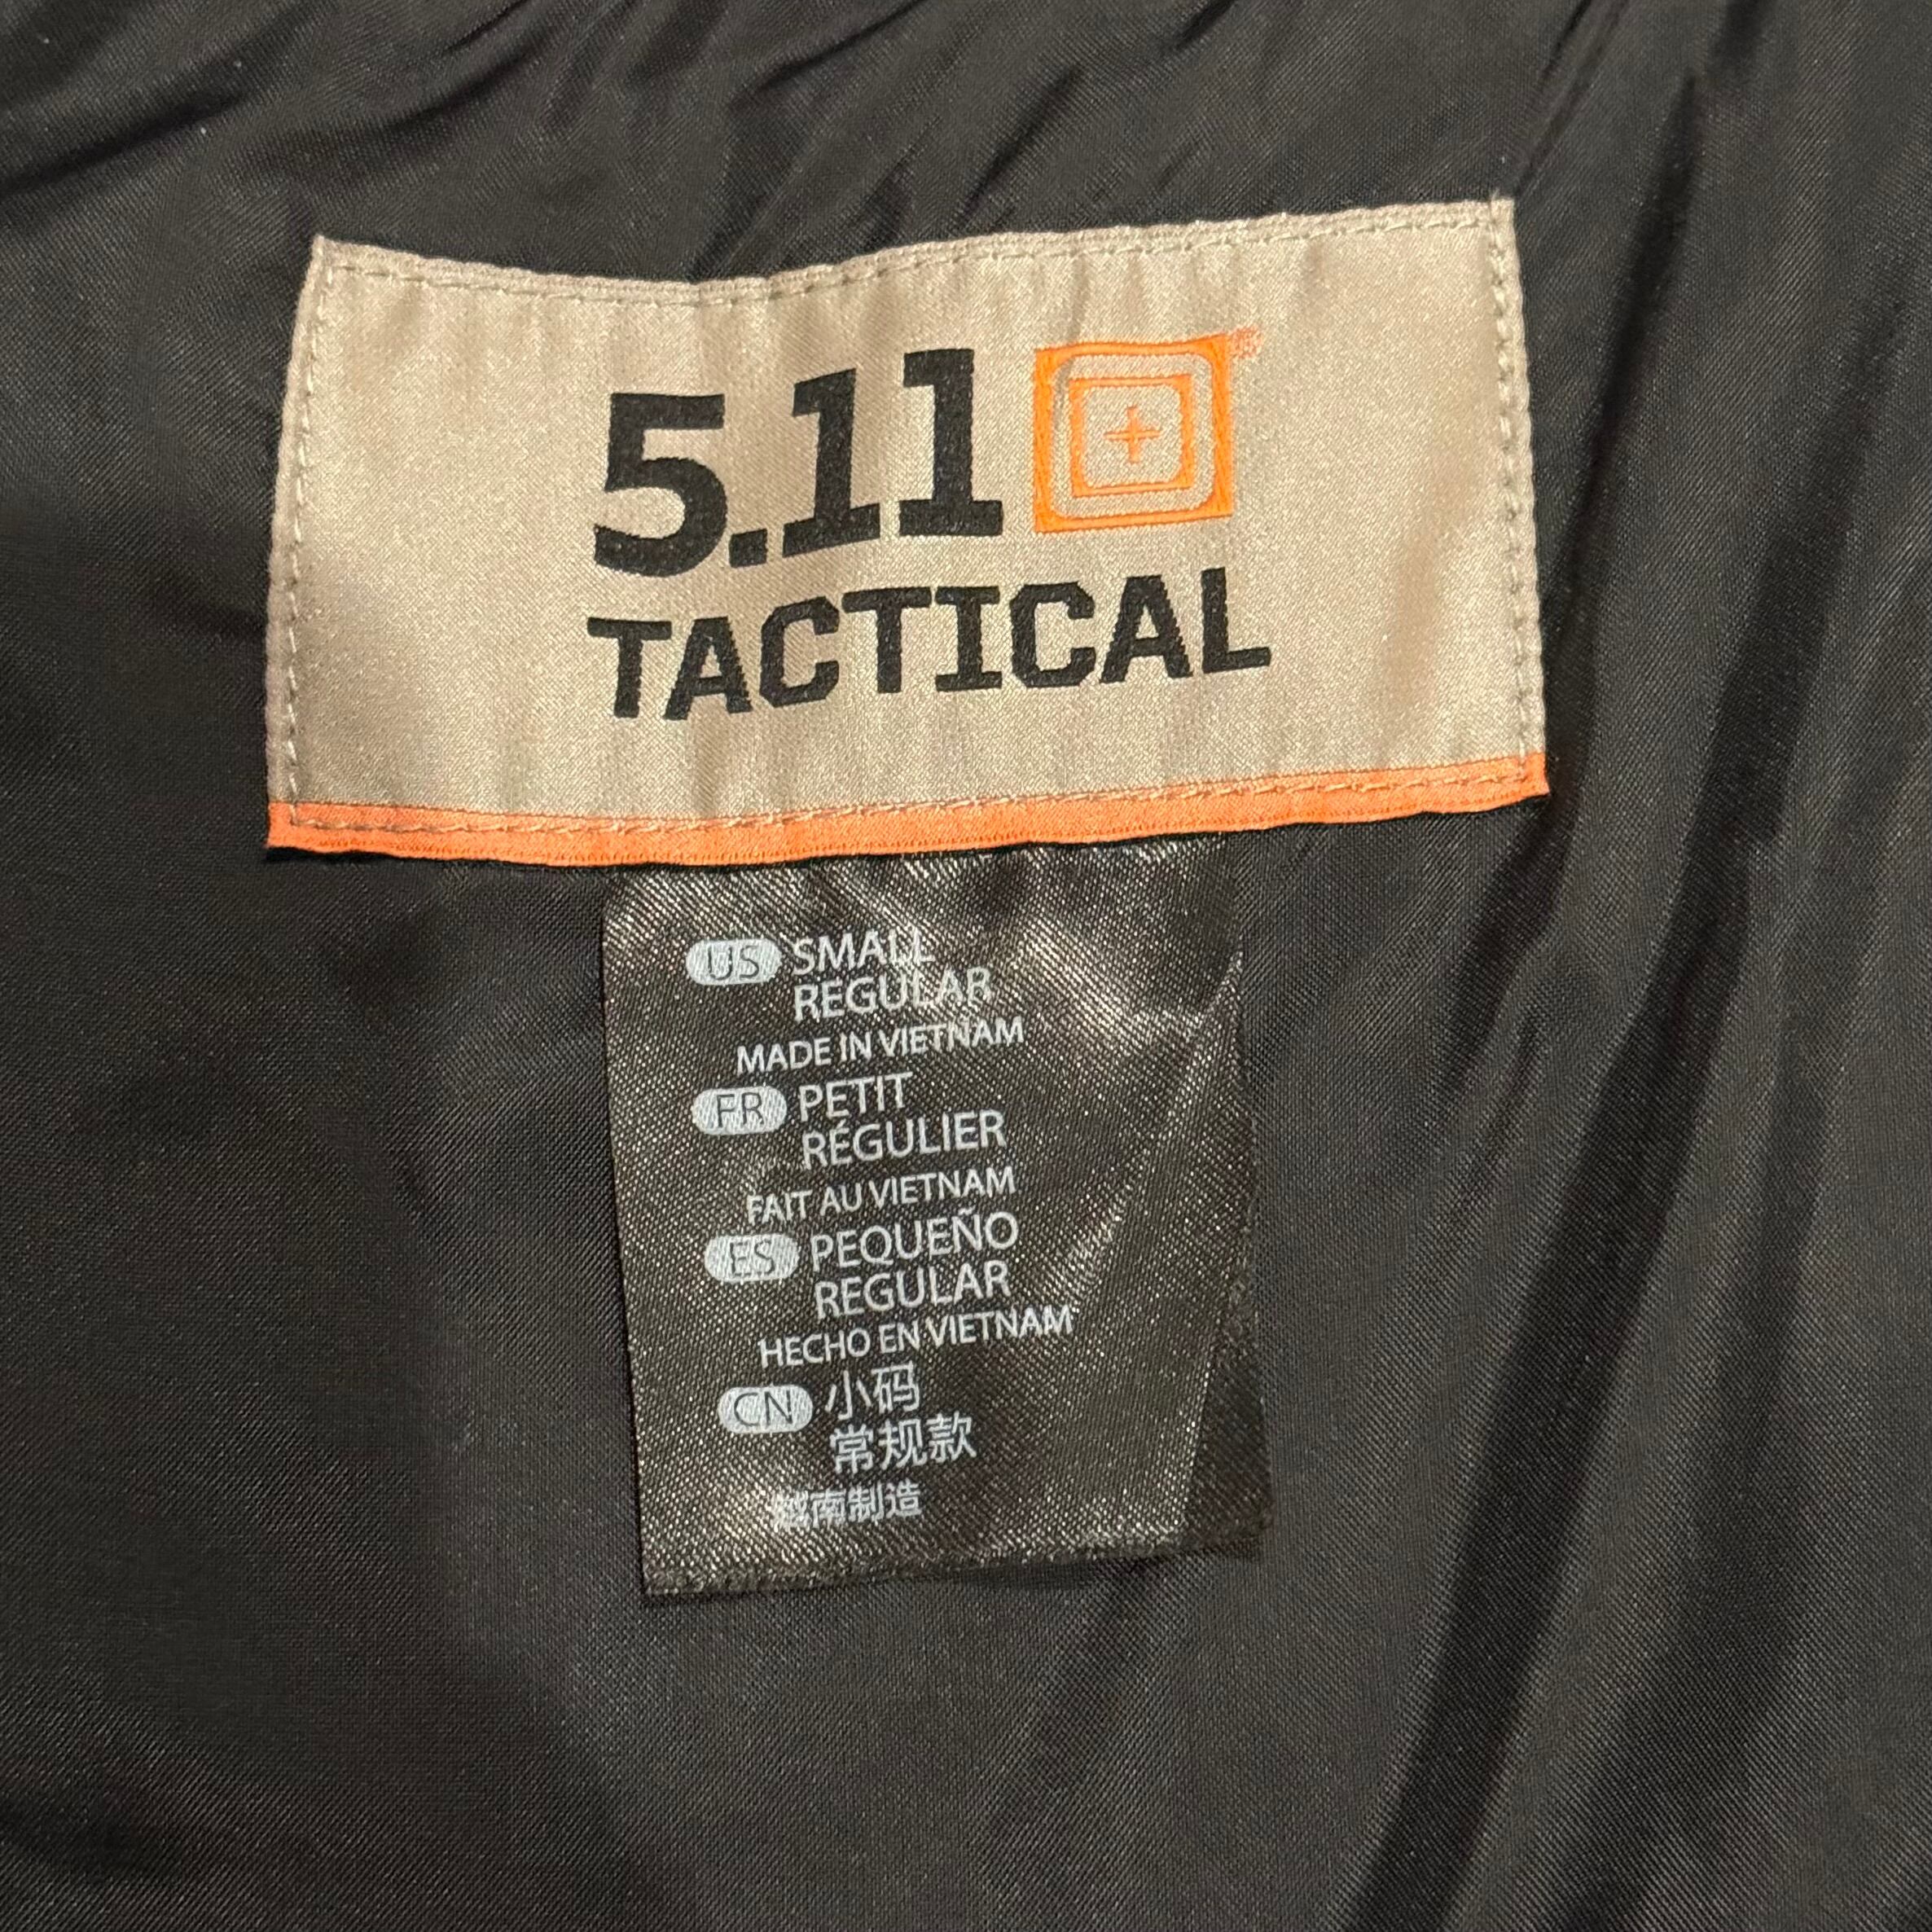 5.11
TACTICAL
US SMALL
REGULAR
MADE IN VIETNAM
FR PETIT
RÉGULIER
FAIT AU VIETNAM
ES PEQUEÑO
REGULAR
HECHO EN VIETNAM
CN 小码
常规款
越南制造